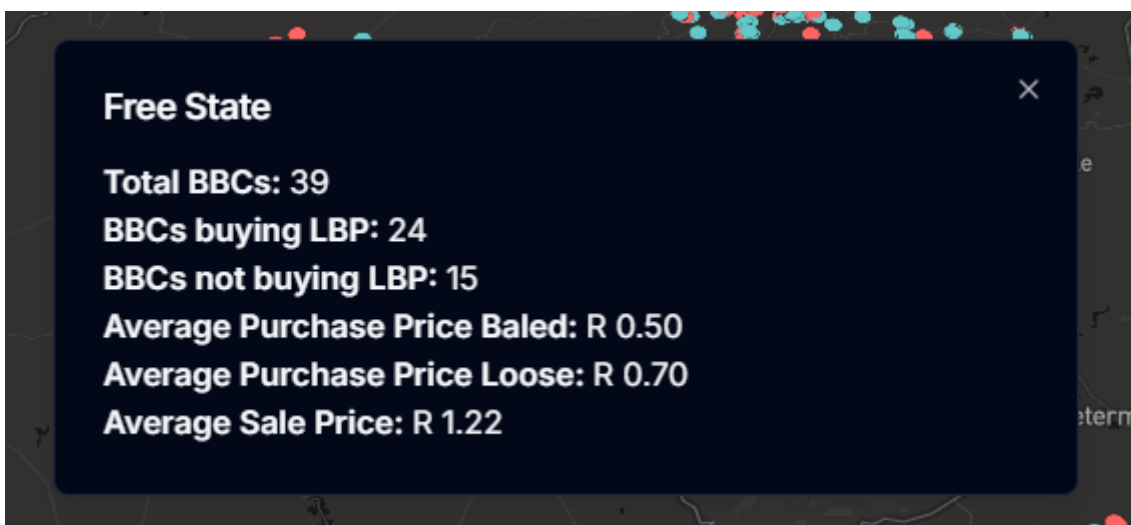 Free State
Total BBCs: 39
BBCs buying LBP: 24
BBCs not buying LBP: 15
Average Purchase Price Baled: R 0.50
Average Purchase Price Loose: R 0.70
Average Sale Price: R 1.22
e
eterm